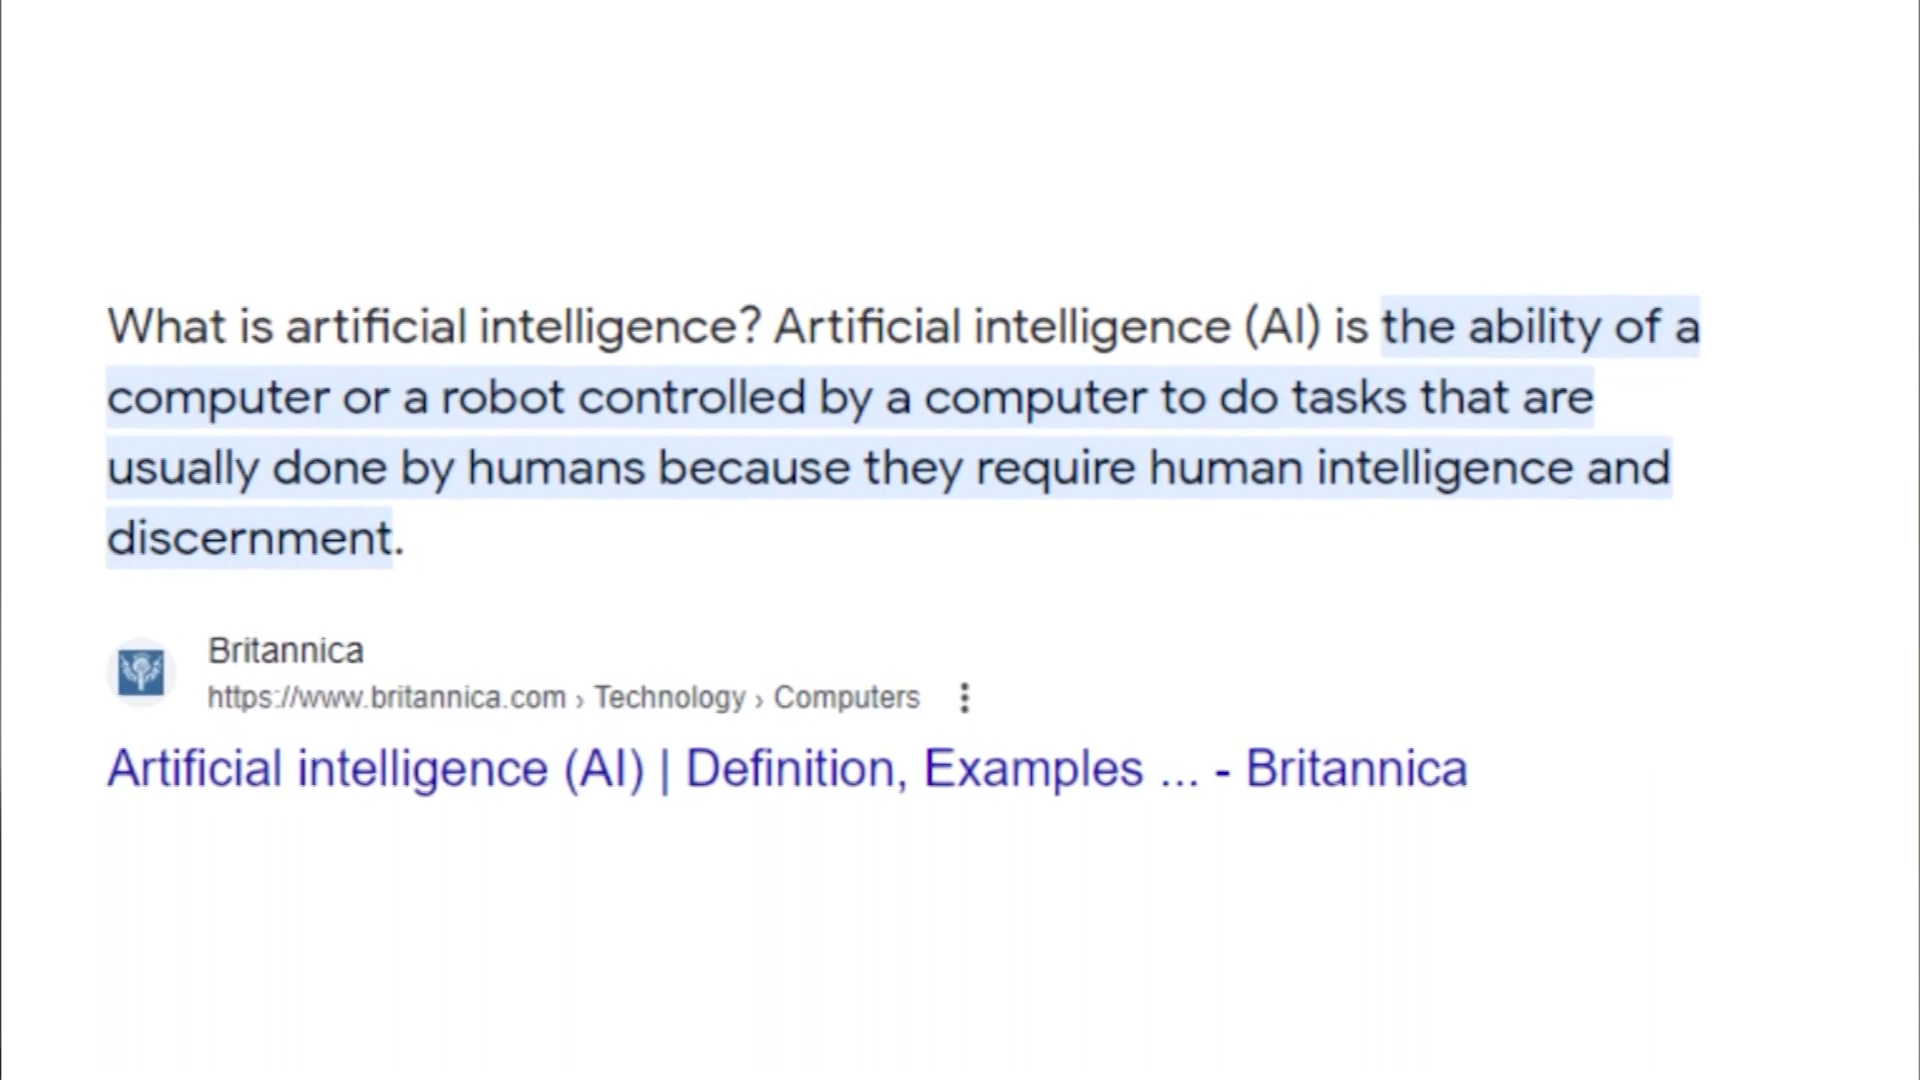 What is artificial intelligence? Artificial intelligence (AI) is the ability of a
computer or a robot controlled by a computer to do tasks that are
usually done by humans because they require human intelligence and
discernment.
Britannica
https://www.britannica.com › Technology › Computers
Artificial intelligence (AI) | Definition, Examples ... - Britannica